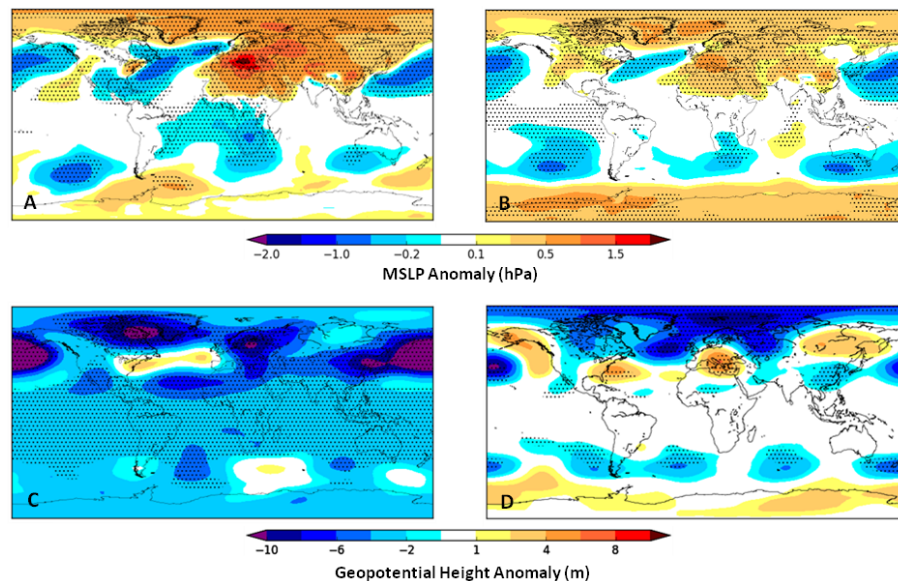 A
B
−2.0 −1.0 −0.2 0.1 0.5 1.5
MSLP Anomaly (hPa)
C
D
−10 −6 −2 1 4 8
Geopotential Height Anomaly (m)